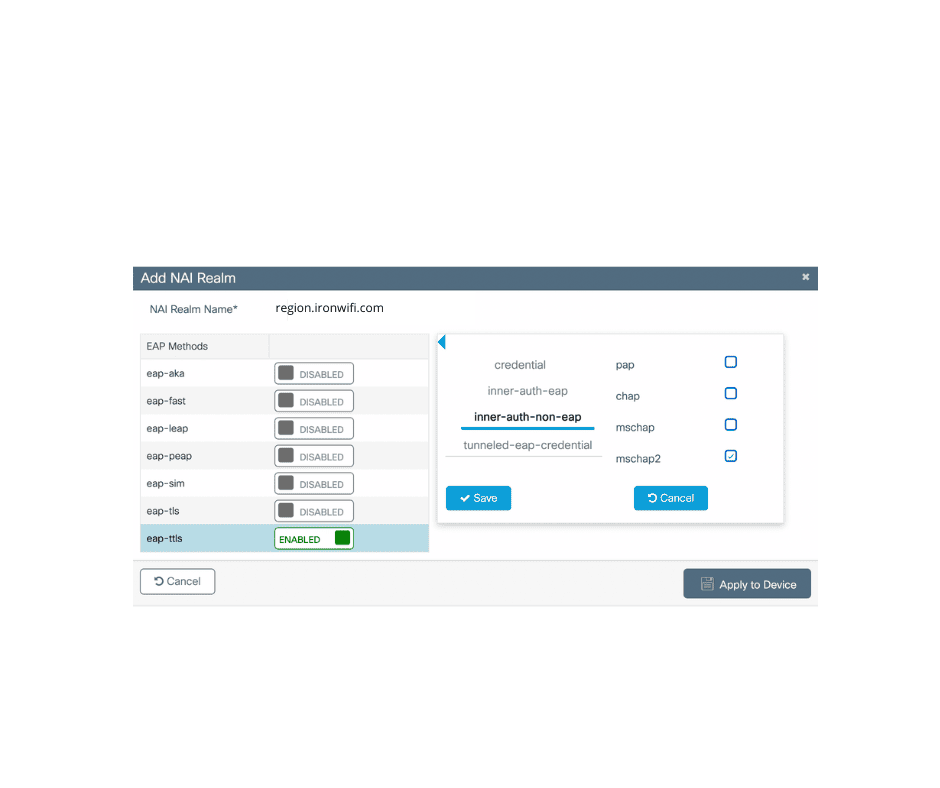 Add NAI Realm
NAI Realm Name* region.ironwifi.com
EAP Methods
eap-aka DISABLED
eap-fast DISABLED
eap-leap DISABLED
eap-peap DISABLED
eap-sim DISABLED
eap-tls DISABLED
eap-ttls ENABLED
credential
inner-auth-eap
inner-auth-non-eap
tunneled-eap-credential
pap
chap
mschap
mschap2
Save Cancel
Cancel Apply to Device